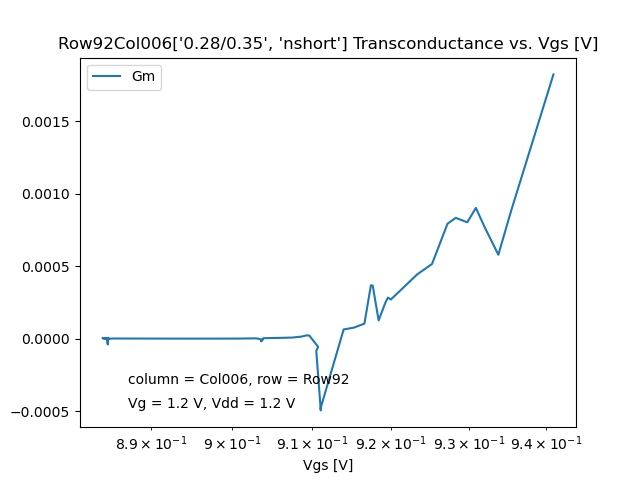 Row92Col006['0.28/0.35', 'nshort'] Transconductance vs. Vgs [V]
Gm
0.0015
0.0010
0.0005
0.0000
−0.0005
column = Col006, row = Row92
Vg = 1.2 V, Vdd = 1.2 V
8.9 × 10⁻¹ 9 × 10⁻¹ 9.1 × 10⁻¹ 9.2 × 10⁻¹ 9.3 × 10⁻¹ 9.4 × 10⁻¹
Vgs [V]